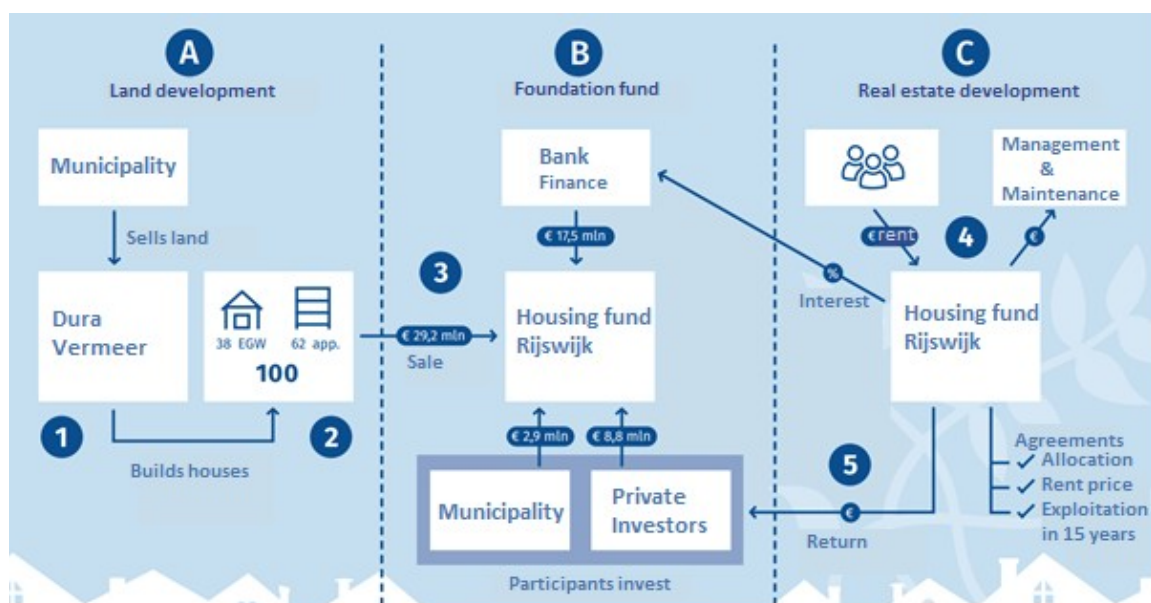 A
Land development
Municipality
Sells land
Dura
Vermeer
38 EGW 62 app.
100
1
2
Builds houses
B
Foundation fund
Bank
Finance
€ 17,5 mln
3
€ 29,2 mln
Sale
Housing fund
Rijswijk
€ 2,9 mln
€ 8,8 mln
Municipality
Private
Investors
Participants invest
C
Real estate development
Management
&
Maintenance
€rent
4
€
%
Interest
Housing fund
Rijswijk
5
€
Return
Agreements
✓ Allocation
✓ Rent price
✓ Exploitation
in 15 years